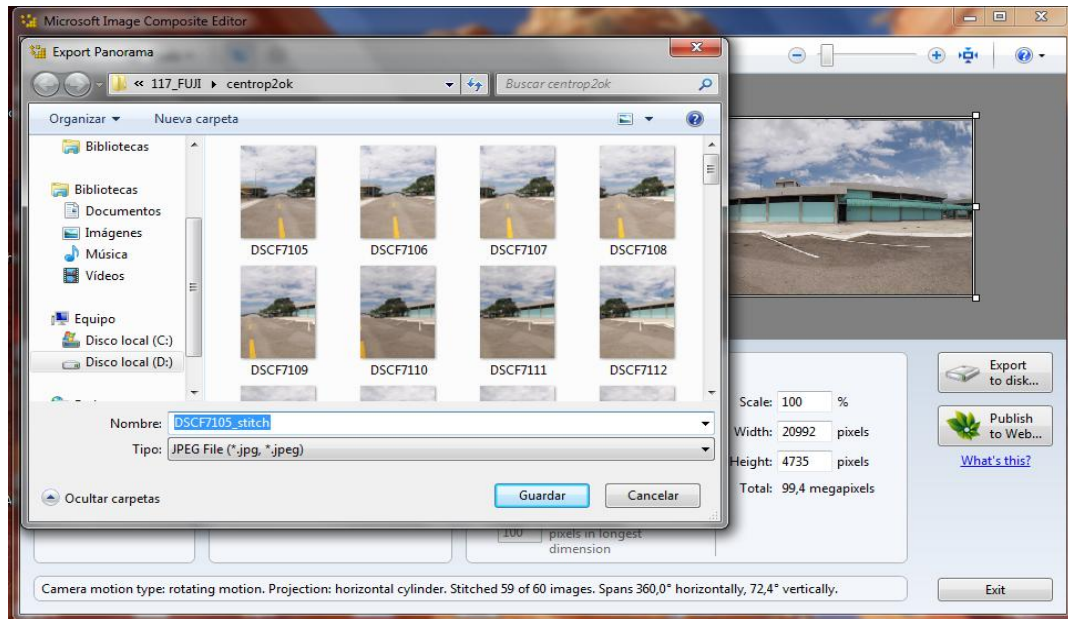 Microsoft Image Composite Editor
Export Panorama
« 117_FUJI ▸ centrop2ok
Buscar centrop2ok
Organizar
Nueva carpeta
Bibliotecas
Bibliotecas
Documentos
Imágenes
Música
Vídeos
Equipo
Disco local (C:)
Disco local (D:)
DSCF7105 DSCF7106 DSCF7107 DSCF7108
DSCF7109 DSCF7110 DSCF7111 DSCF7112
Nombre: DSCF7105_stitch
Tipo: JPEG File (*.jpg, *.jpeg)
Ocultar carpetas
Guardar
Cancelar
Scale: 100 %
Width: 20992 pixels
Height: 4735 pixels
Total: 99,4 megapixels
Export
to disk...
Publish
to Web...
What's this?
100 pixels in longest
dimension
Camera motion type: rotating motion. Projection: horizontal cylinder. Stitched 59 of 60 images. Spans 360,0° horizontally, 72,4° vertically.
Exit